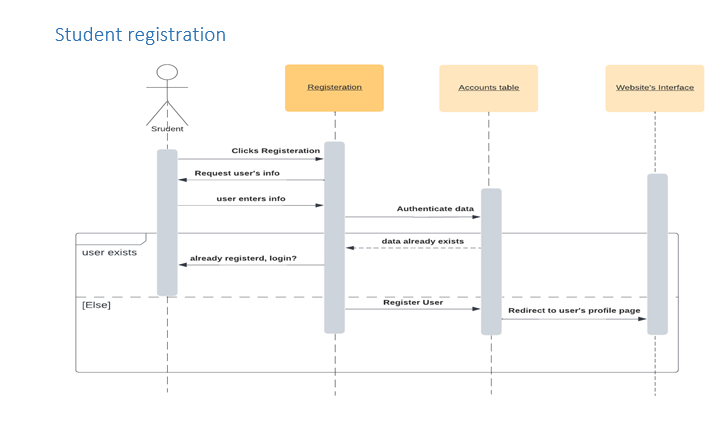 Student registration
Registeration
Accounts table
Website's Interface
Srudent
Clicks Registeration
Request user's info
user enters info
Authenticate data
data already exists
user exists
already registerd, login?
[Else]
Register User
Redirect to user's profile page